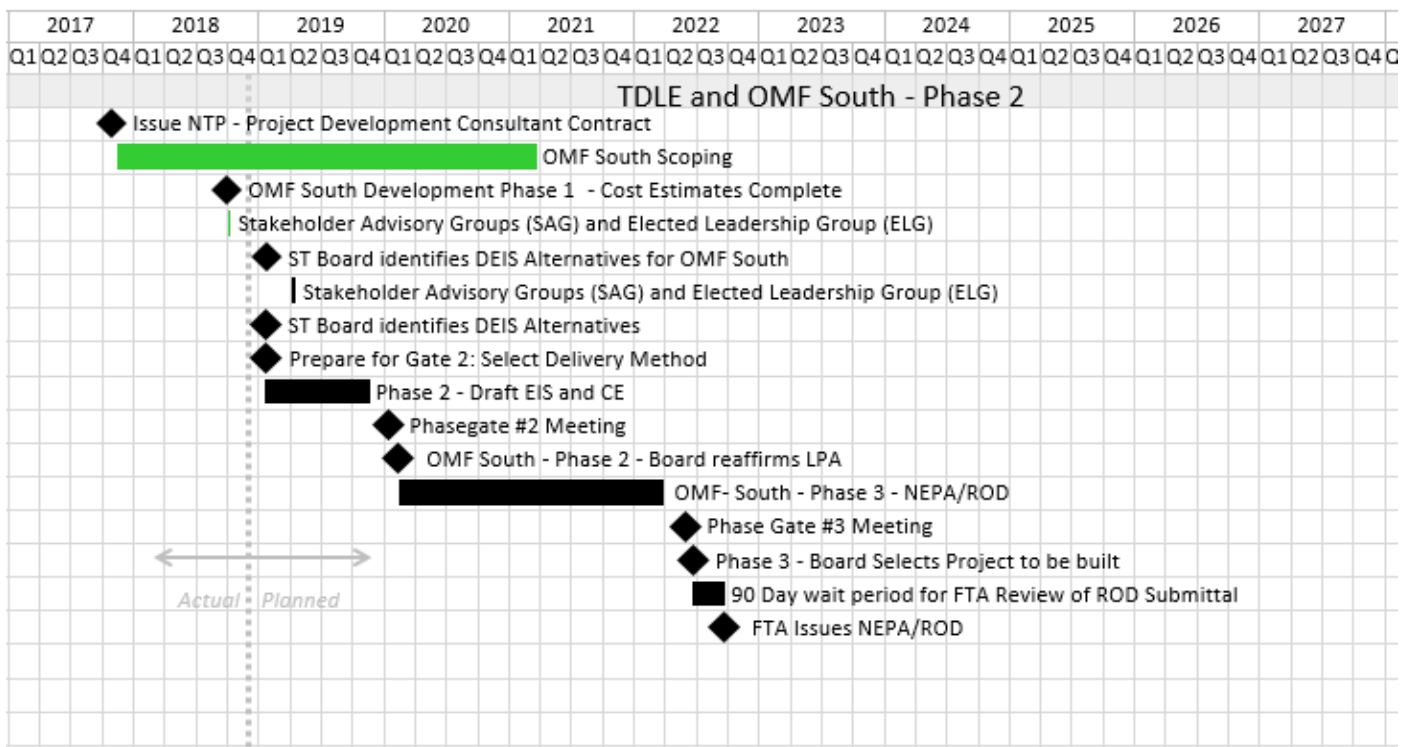 2017 2018 2019 2020 2021 2022 2023 2024 2025 2026 2027
Q1 Q2 Q3 Q4 Q1 Q2 Q3 Q4 Q1 Q2 Q3 Q4 Q1 Q2 Q3 Q4 Q1 Q2 Q3 Q4 Q1 Q2 Q3 Q4 Q1 Q2 Q3 Q4 Q1 Q2 Q3 Q4 Q1 Q2 Q3 Q4 Q1 Q2 Q3 Q4 Q1 Q2 Q3 Q4
TDLE and OMF South - Phase 2
Issue NTP - Project Development Consultant Contract
OMF South Scoping
OMF South Development Phase 1 - Cost Estimates Complete
Stakeholder Advisory Groups (SAG) and Elected Leadership Group (ELG)
ST Board identifies DEIS Alternatives for OMF South
Stakeholder Advisory Groups (SAG) and Elected Leadership Group (ELG)
ST Board identifies DEIS Alternatives
Prepare for Gate 2: Select Delivery Method
Phase 2 - Draft EIS and CE
Phasegate #2 Meeting
OMF South - Phase 2 - Board reaffirms LPA
OMF- South - Phase 3 - NEPA/ROD
Phase Gate #3 Meeting
Phase 3 - Board Selects Project to be built
90 Day wait period for FTA Review of ROD Submittal
Actual Planned
FTA Issues NEPA/ROD